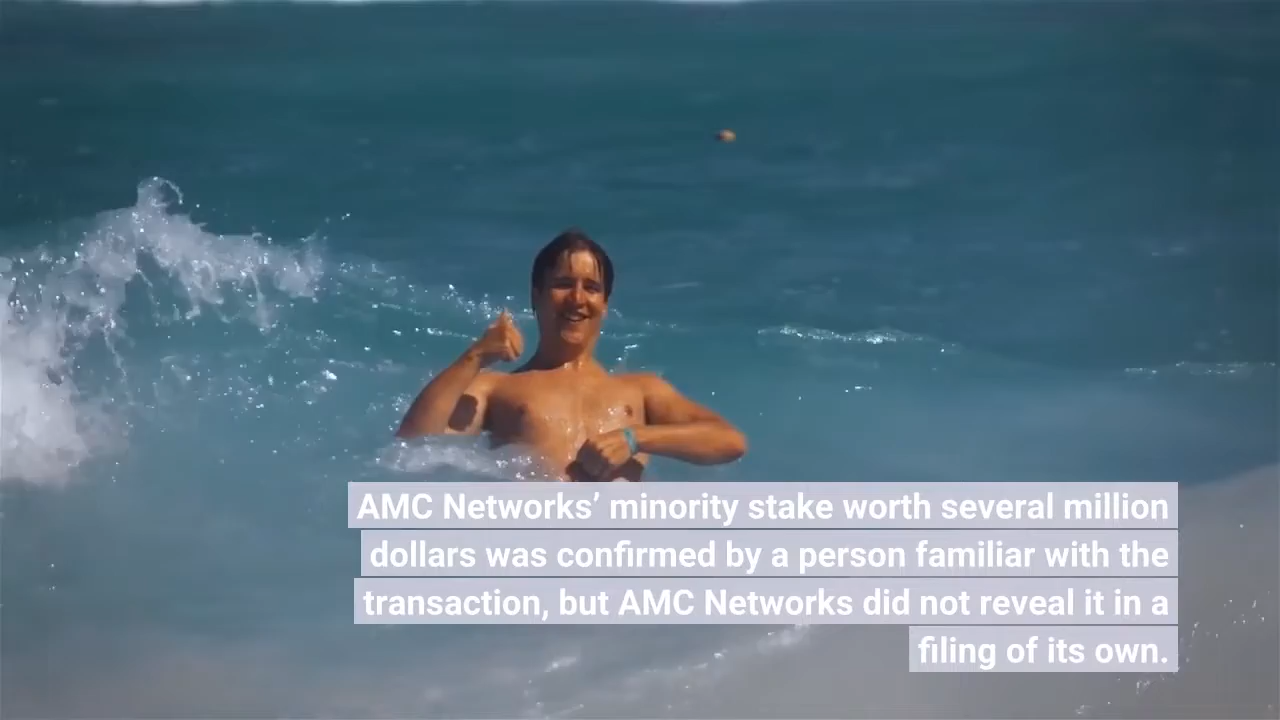 AMC Networks’ minority stake worth several million
dollars was confirmed by a person familiar with the
transaction, but AMC Networks did not reveal it in a
filing of its own.